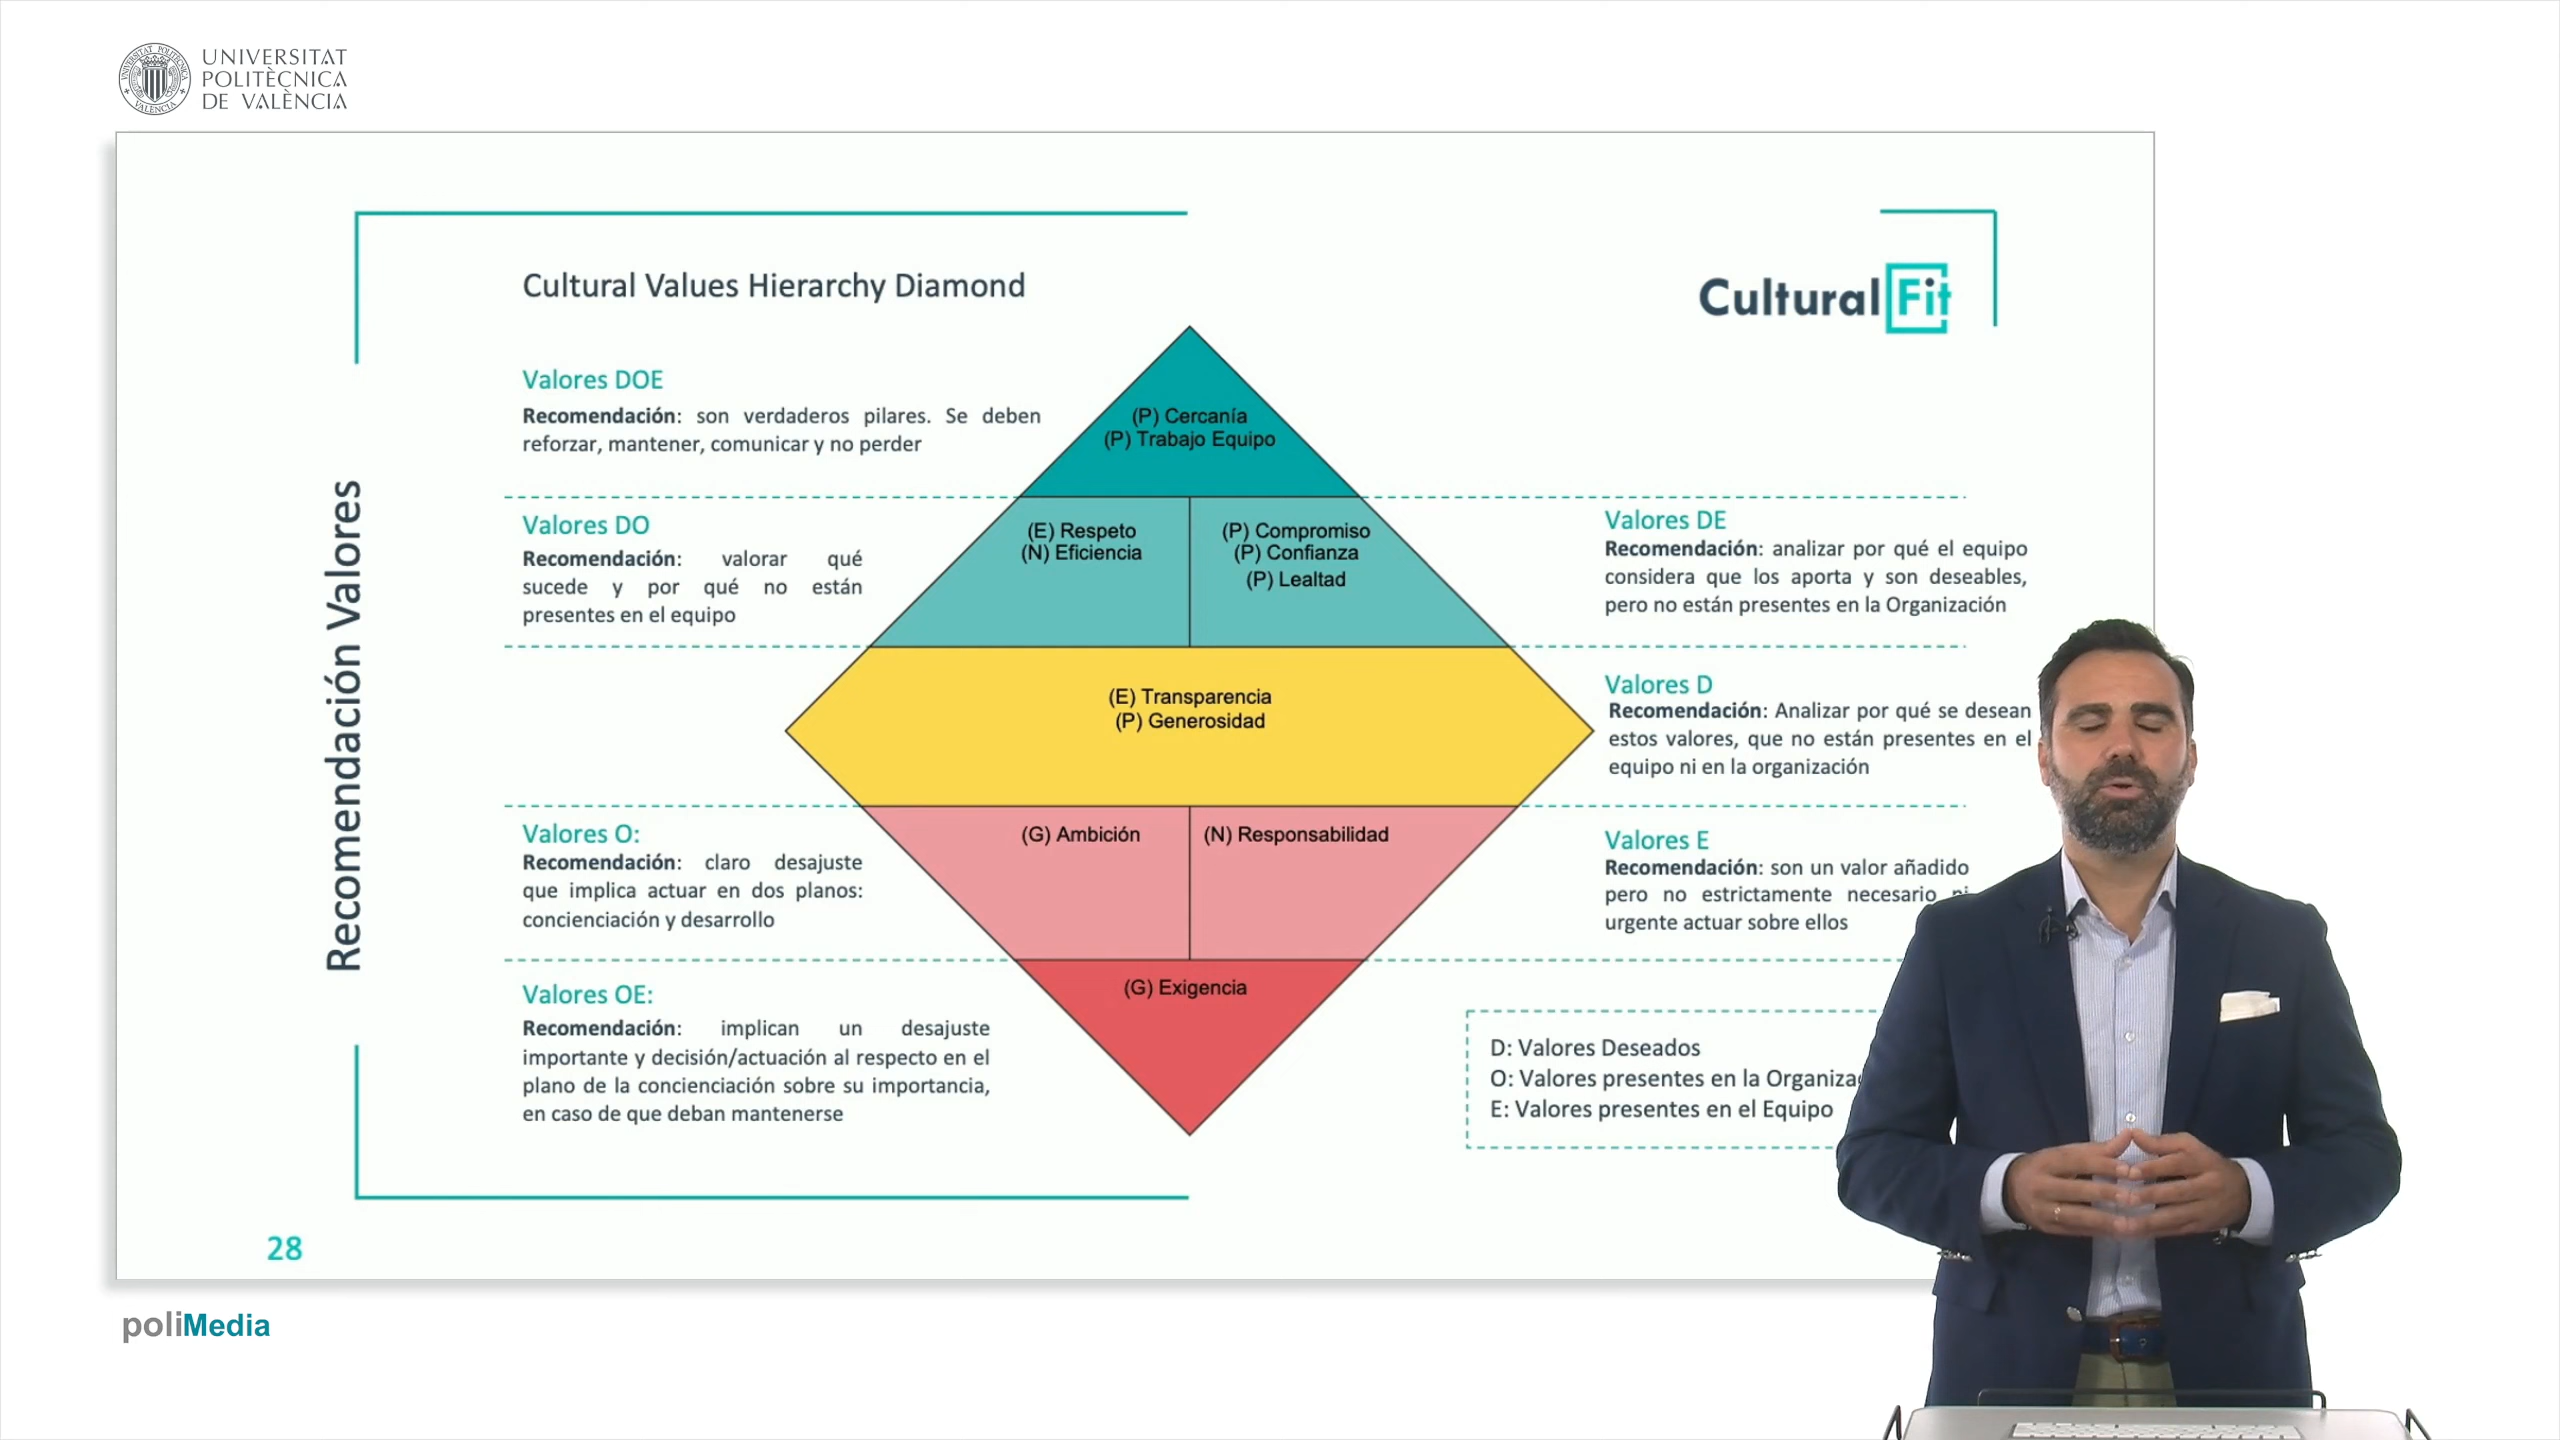 UNIVERSITAT
POLITÈCNICA
DE VALÈNCIA
Cultural Values Hierarchy Diamond
Cultural Fit
Recomendación Valores
Valores DOE
Recomendación: son verdaderos pilares. Se deben
reforzar, mantener, comunicar y no perder
(P) Cercanía
(P) Trabajo Equipo
Valores DO
Recomendación: valorar qué
sucede y por qué no están
presentes en el equipo
(E) Respeto
(N) Eficiencia
(P) Compromiso
(P) Confianza
(P) Lealtad
Valores DE
Recomendación: analizar por qué el equipo
considera que los aporta y son deseables,
pero no están presentes en la Organización
(E) Transparencia
(P) Generosidad
Valores D
Recomendación: Analizar por qué se desean
estos valores, que no están presentes en el
equipo ni en la organización
Valores O:
Recomendación: claro desajuste
que implica actuar en dos planos:
concienciación y desarrollo
(G) Ambición
(N) Responsabilidad
Valores E
Recomendación: son un valor añadido
pero no estrictamente necesario ni
urgente actuar sobre ellos
Valores OE:
Recomendación: implican un desajuste
importante y decisión/actuación al respecto en el
plano de la concienciación sobre su importancia,
en caso de que deban mantenerse
(G) Exigencia
D: Valores Deseados
O: Valores presentes en la
E: Valores presentes en el Equipo
28
poliMedia